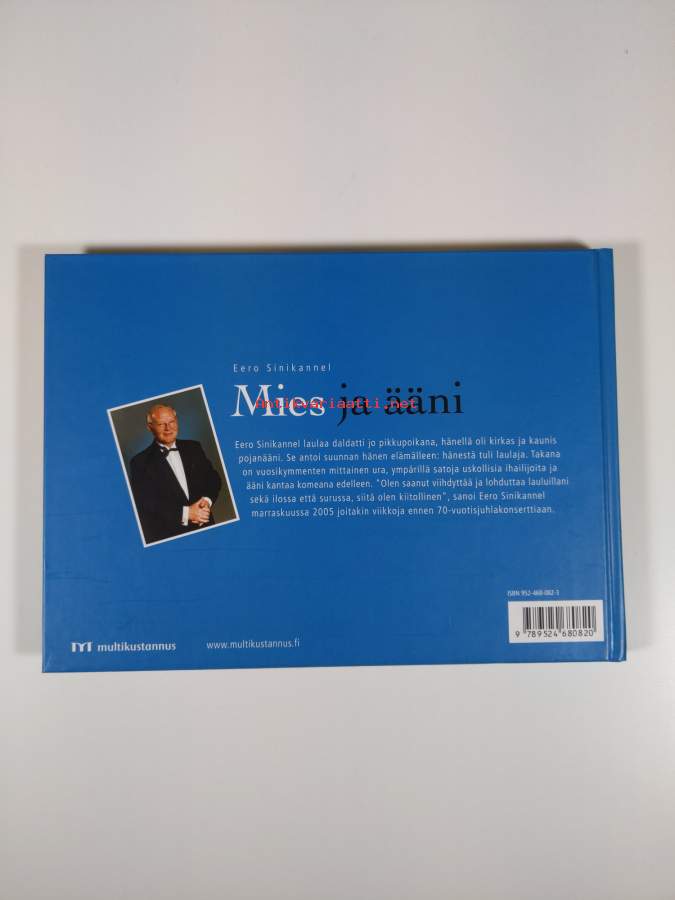 Eero Sinikannel
Mies ja ääni
Antikvariaatti.net
Eero Sinikannel laulaa daldatti jo pikkupoikana, hänellä oli kirkas ja kaunis
pojanääni. Se antoi suunnan hänen elämälleen: hänestä tuli laulaja. Takana
on vuosikymmenten mittainen ura, ympärillä satoja uskollisia ihailijoita ja
ääni kantaa komeana edelleen. "Olen saanut viihdyttää ja lohduttaa lauluillani
sekä ilossa että surussa, siitä olen kiitollinen", sanoi Eero Sinikannel
marraskuussa 2005 joitakin viikkoja ennen 70-vuotisjuhlakonserttiaan.
ISBN 952-468-082-3
9 789524 680820
multikustannus
www.multikustannus.fi